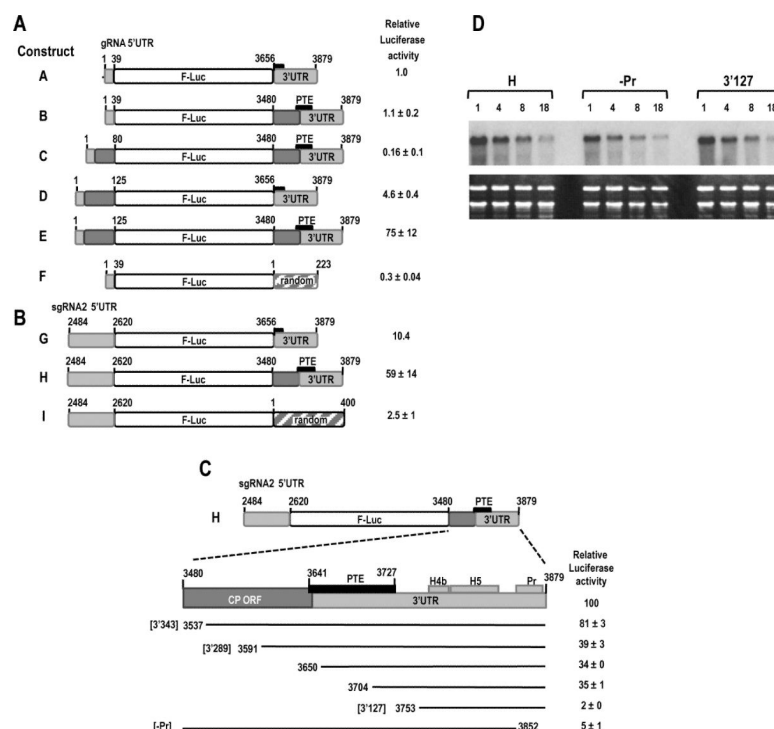 A
Construct
gRNA 5'UTR
Relative
Luciferase
activity
1 39 3656 3879
A F-Luc 3'UTR 1.0
1 39 3480 PTE 3879
B F-Luc 3'UTR 1.1 ± 0.2
1 80 3480 PTE 3879
C F-Luc 3'UTR 0.16 ± 0.1
1 125 3656 3879
D F-Luc 3'UTR 4.6 ± 0.4
1 125 3480 PTE 3879
E F-Luc 3'UTR 75 ± 12
1 39 1 223
F F-Luc random 0.3 ± 0.04
B
sgRNA2 5'UTR
2484 2620 3656 3879
G F-Luc 3'UTR 10.4
2484 2620 3480 PTE 3879
H F-Luc 3'UTR 59 ± 14
2484 2620 1 400
I F-Luc random 2.5 ± 1
C
sgRNA2 5'UTR
2484 2620 3480 PTE 3879
H F-Luc 3'UTR
Relative
Luciferase
activity
3480 3641 PTE 3727 H4b H5 Pr 3879
CP ORF 3'UTR 100
[3'343] 3537 81 ± 3
[3'289] 3591 39 ± 3
3650 34 ± 0
3704 35 ± 1
[3'127] 3753 2 ± 0
[-Pr] 3852 5 ± 1
D
H -Pr 3'127
1 4 8 18 1 4 8 18 1 4 8 18